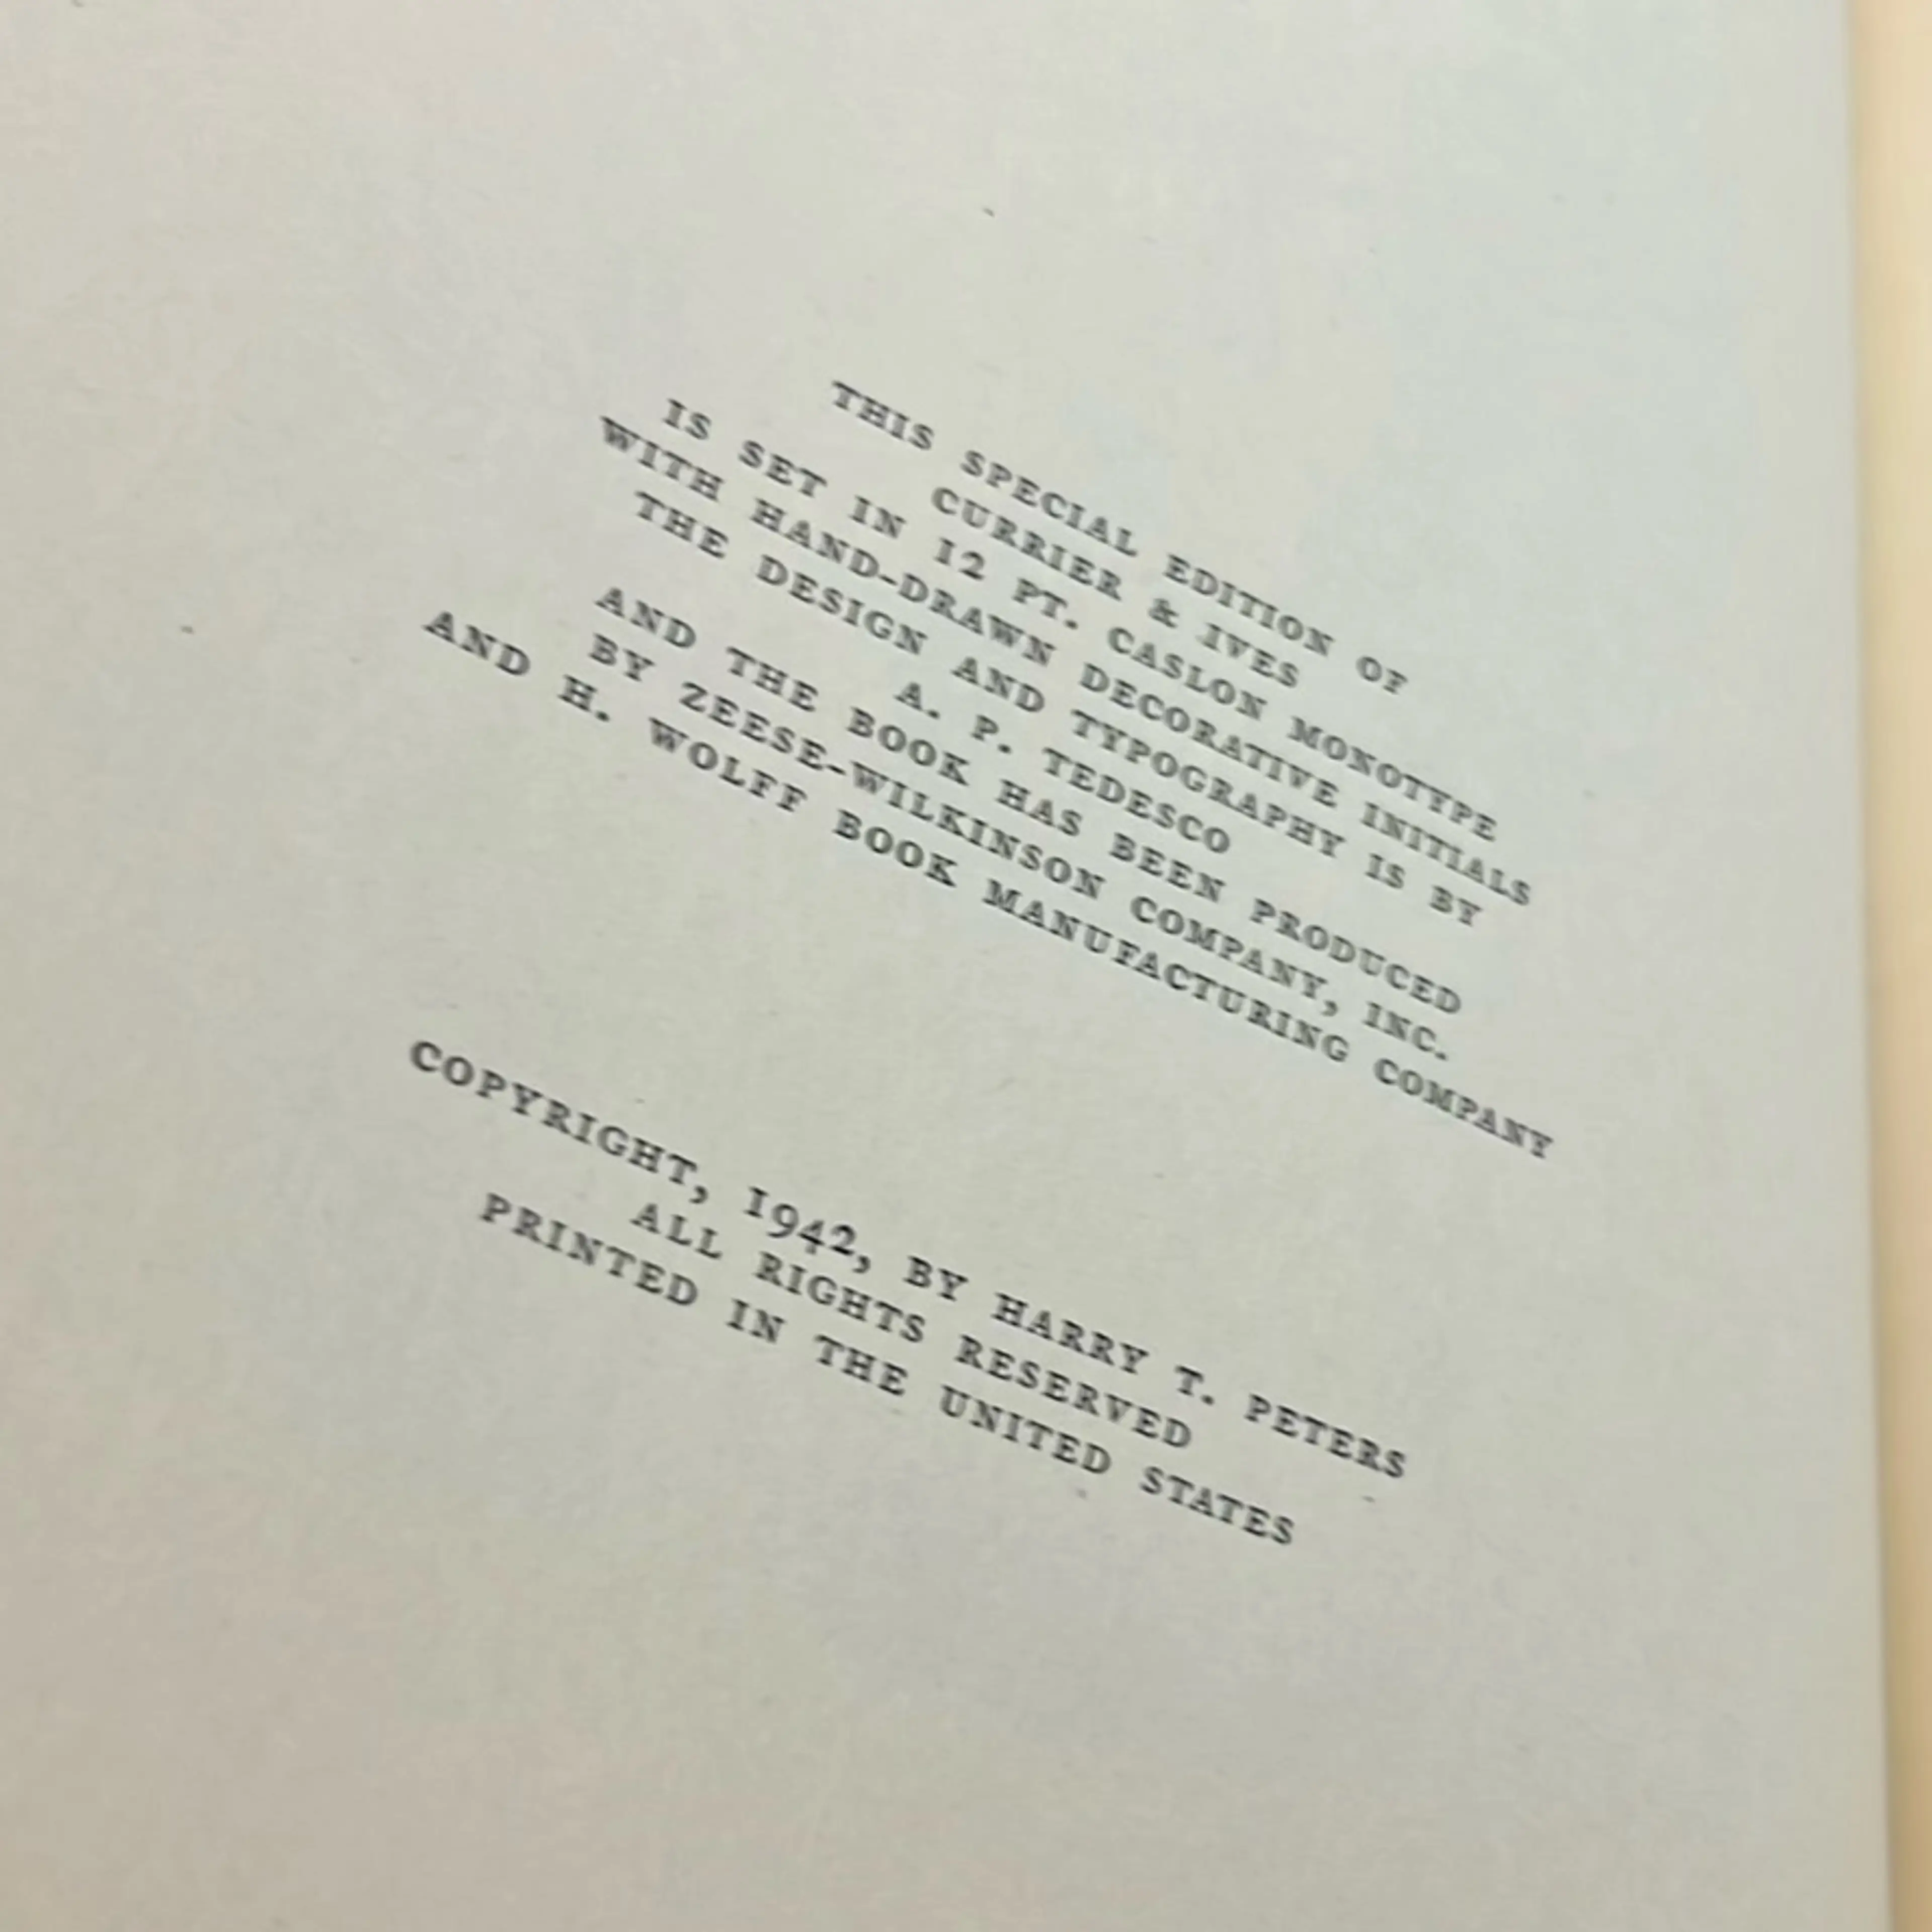 THIS SPECIAL EDITION OF
CURRIER & IVES
IS SET IN 12 PT. CASLON MONOTYPE
WITH HAND-DRAWN DECORATIVE INITIALS
THE DESIGN AND TYPOGRAPHY IS BY
A. P. TEDESCO
AND THE BOOK HAS BEEN PRODUCED
BY ZEESE-WILKINSON COMPANY, INC.
AND H. WOLFF BOOK MANUFACTURING COMPANY
COPYRIGHT, 1942, BY HARRY T. PETERS
ALL RIGHTS RESERVED
PRINTED IN THE UNITED STATES